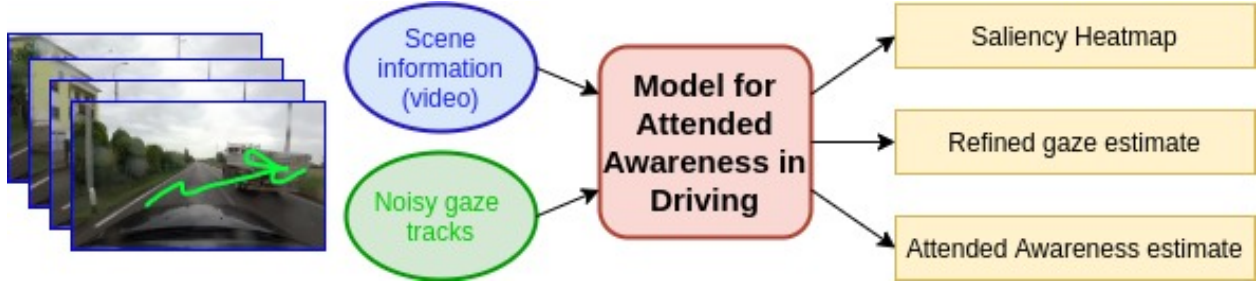 Scene
information
(video)
Noisy gaze
tracks
Model for
Attended
Awareness in
Driving
Saliency Heatmap
Refined gaze estimate
Attended Awareness estimate